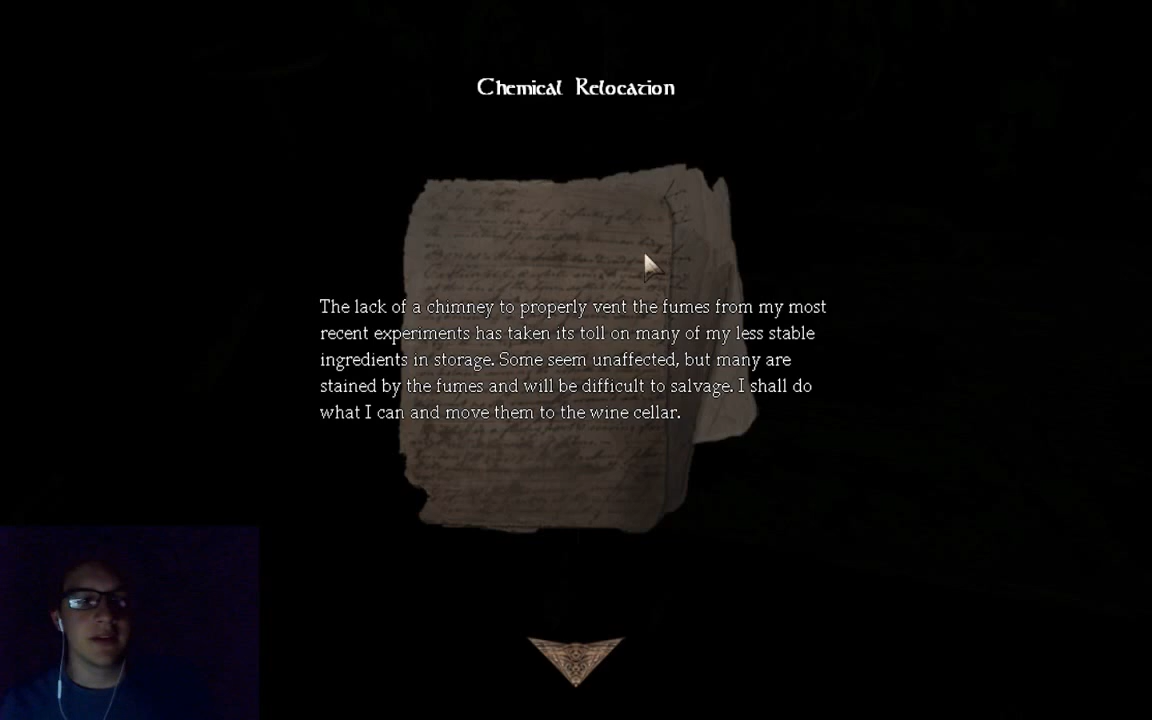 Chemical Relocation
The lack of a chimney to properly vent the fumes from my most
recent experiments has taken its toll on many of my less stable
ingredients in storage. Some seem unaffected, but many are
stained by the fumes and will be difficult to salvage. I shall do
what I can and move them to the wine cellar.